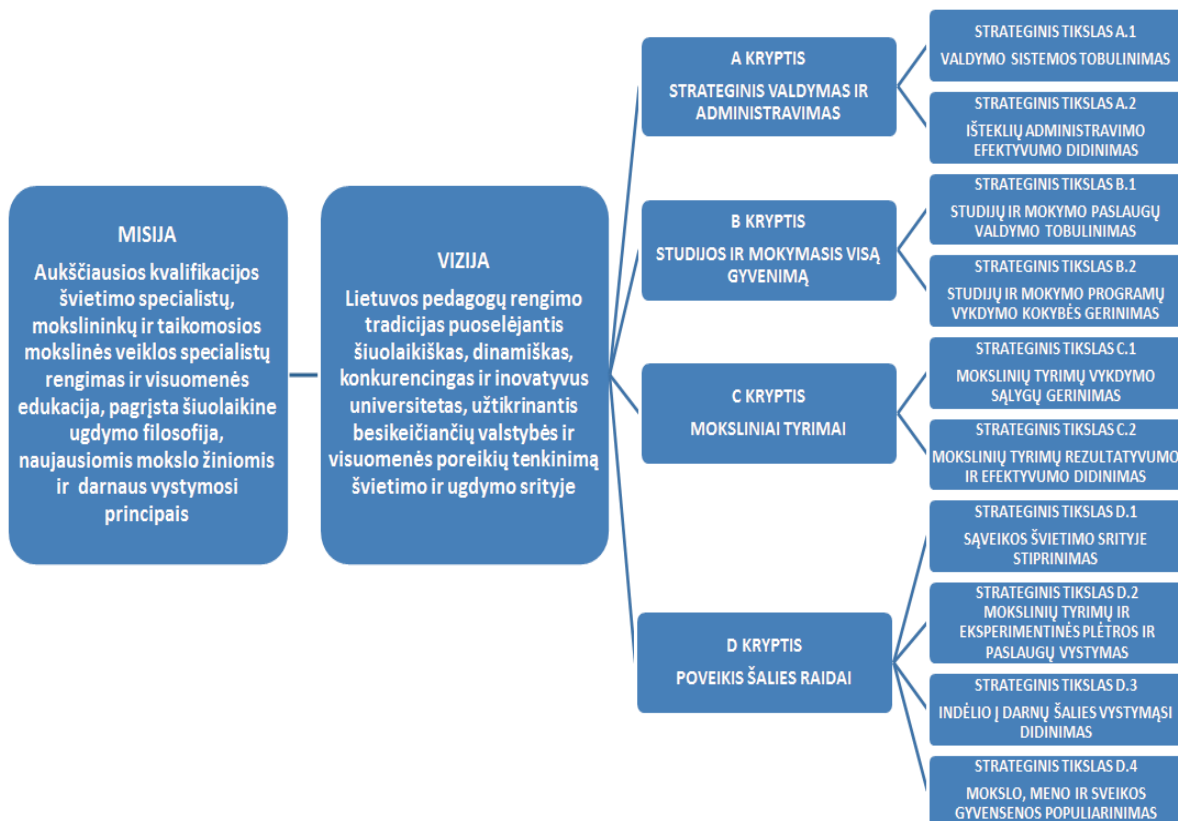 MISIJA
Aukščiausios kvalifikacijos
švietimo specialistų,
mokslininkų ir taikomosios
mokslinės veiklos specialistų
rengimas ir visuomenės
edukacija, pagrįsta šiuolaikine
ugdymo filosofija,
naujausiomis mokslo žiniomis
ir darnaus vystymosi
principais
VIZIJA
Lietuvos pedagogų rengimo
tradicijas puoselėjantis
šiuolaikiškas, dinamiškas,
konkurencingas ir inovatyvus
universitetas, užtikrinantis
besikeičiančių valstybės ir
visuomenės poreikių tenkinimą
švietimo ir ugdymo srityje
A KRYPTIS
STRATEGINIS VALDYMAS IR
ADMINISTRAVIMAS
STRATEGINIS TIKSLAS A.1
VALDYMO SISTEMOS TOBULINIMAS
STRATEGINIS TIKSLAS A.2
IŠTEKLIŲ ADMINISTRAVIMO
EFEKTYVUMO DIDINIMAS
B KRYPTIS
STUDIJOS IR MOKYMASIS VISĄ
GYVENIMĄ
STRATEGINIS TIKSLAS B.1
STUDIJŲ IR MOKYMO PASLAUGŲ
VALDYMO TOBULINIMAS
STRATEGINIS TIKSLAS B.2
STUDIJŲ IR MOKYMO PROGRAMŲ
VYKDYMO KOKYBĖS GERINIMAS
C KRYPTIS
MOKSLINIAI TYRIMAI
STRATEGINIS TIKSLAS C.1
MOKSLINIŲ TYRIMŲ VYKDYMO
SĄLYGŲ GERINIMAS
STRATEGINIS TIKSLAS C.2
MOKSLINIŲ TYRIMŲ REZULTATYVUMO
IR EFEKTYVUMO DIDINIMAS
D KRYPTIS
POVEIKIS ŠALIES RAIDAI
STRATEGINIS TIKSLAS D.1
SĄVEIKOS ŠVIETIMO SRITYJE
STIPRINIMAS
STRATEGINIS TIKSLAS D.2
MOKSLINIŲ TYRIMŲ IR
EKSPERIMENTINĖS PLĖTROS IR
PASLAUGŲ VYSTYMAS
STRATEGINIS TIKSLAS D.3
INDĖLIO Į DARNŲ ŠALIES VYSTYMĄSI
DIDINIMAS
STRATEGINIS TIKSLAS D.4
MOKSLO, MENO IR SVEIKOS
GYVENSENOS POPULIARINIMAS